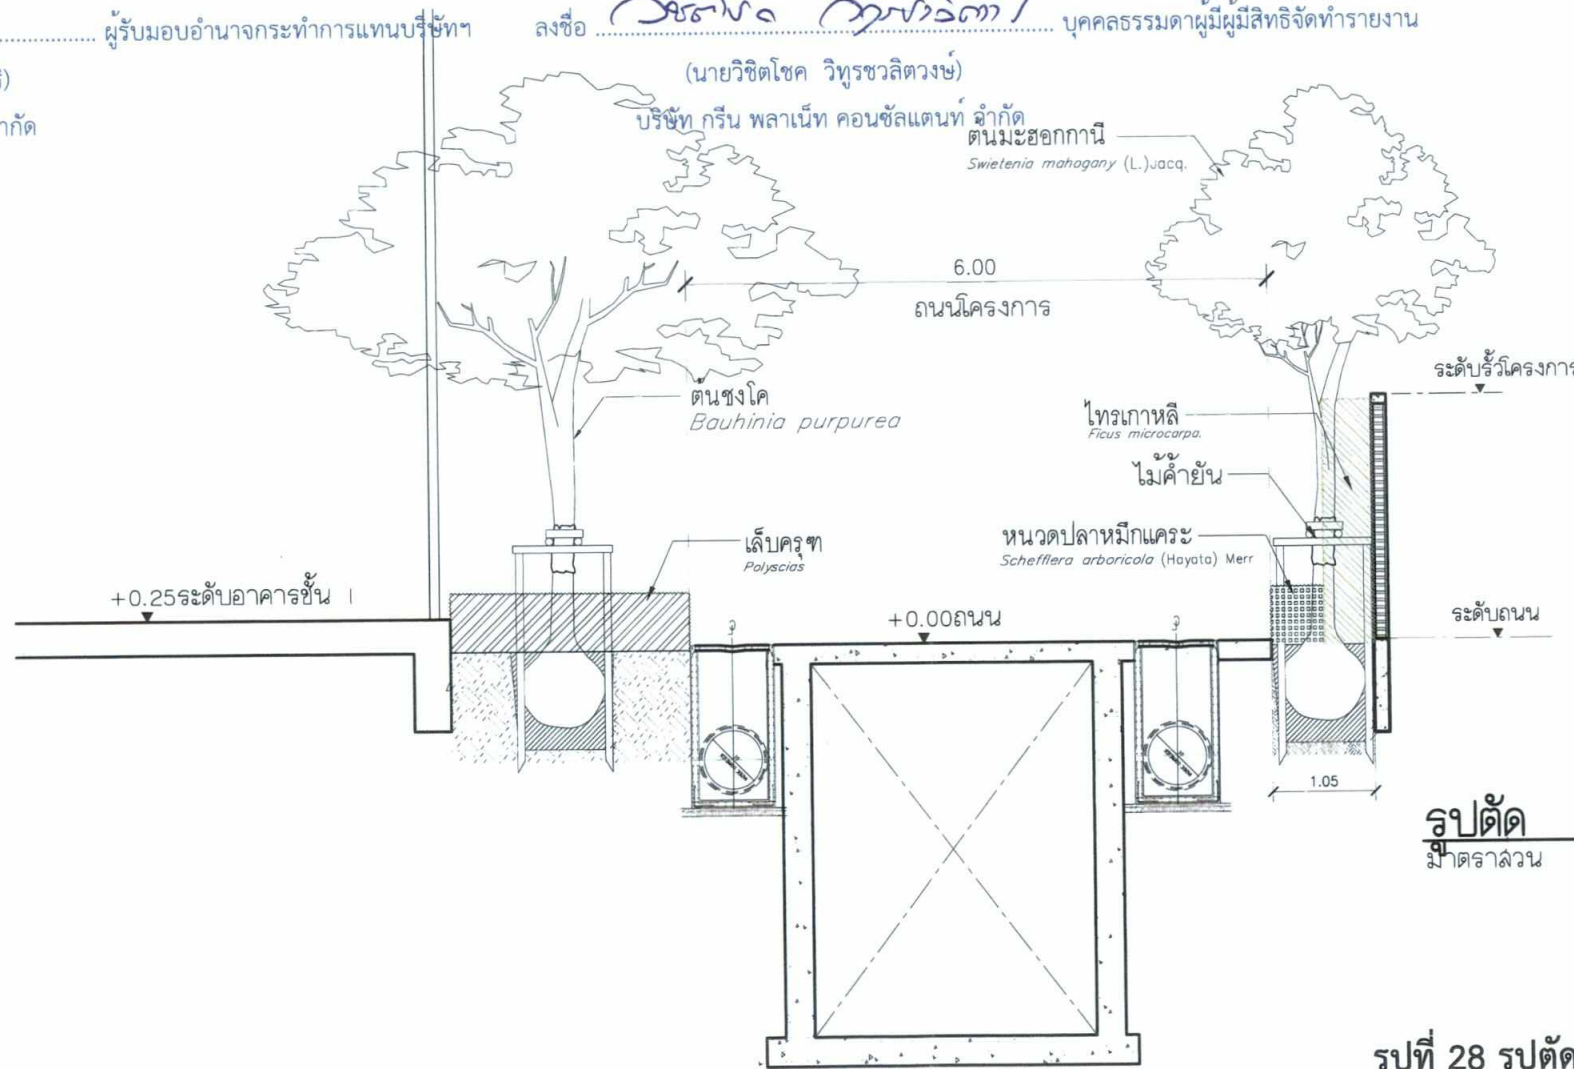 ผู้รับมอบอำนาจกระทำการแทนบริษัทฯ ลงชื่อ บุคคลธรรมดาผู้มีผู้มีสิทธิจัดทำรายงาน
(นายวิชิตโชค วิทูรชวลิตวงษ์)
บริษัท กรีน พลาเน็ท คอนซัลแตนท์ จำกัด
ต้นมะฮอกกานี
Swietenia mahogany (L.)Jacq.
6.00
ถนนโครงการ
ระดับรั้วโครงการ
ต้นชงโค
Bauhinia purpurea
ไทรเกาหลี
Ficus microcarpa.
ไม้ค้ำยัน
เล็บครุฑ
Polyscias
หนวดปลาหมึกแคระ
Schefflera arboricola (Hayata) Merr
+0.25ระดับอาคารชั้น 1
+0.00ถนน
ระดับถนน
1.05
รูปตัด
มาตราส่วน
รูปที่ 28 รูปตัด